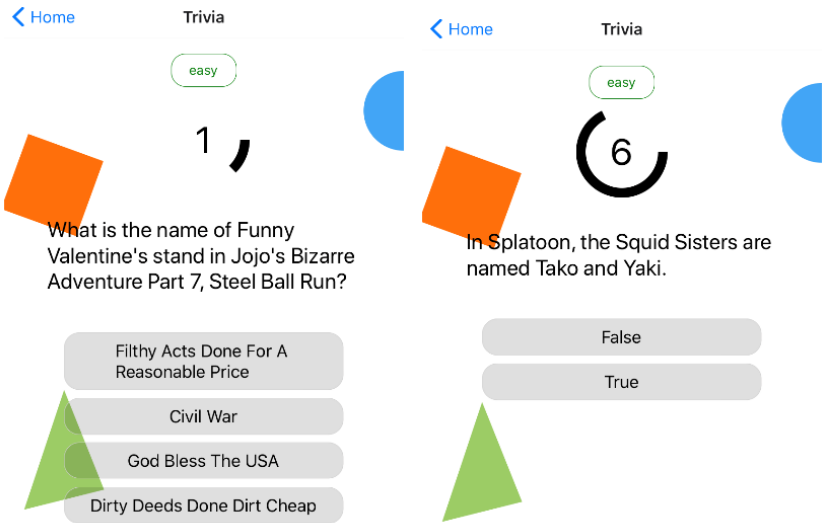 Home
Trivia
easy
1
What is the name of Funny
Valentine's stand in Jojo's Bizarre
Adventure Part 7, Steel Ball Run?
Filthy Acts Done For A
Reasonable Price
Civil War
God Bless The USA
Dirty Deeds Done Dirt Cheap
Home
Trivia
easy
6
In Splatoon, the Squid Sisters are
named Tako and Yaki.
False
True